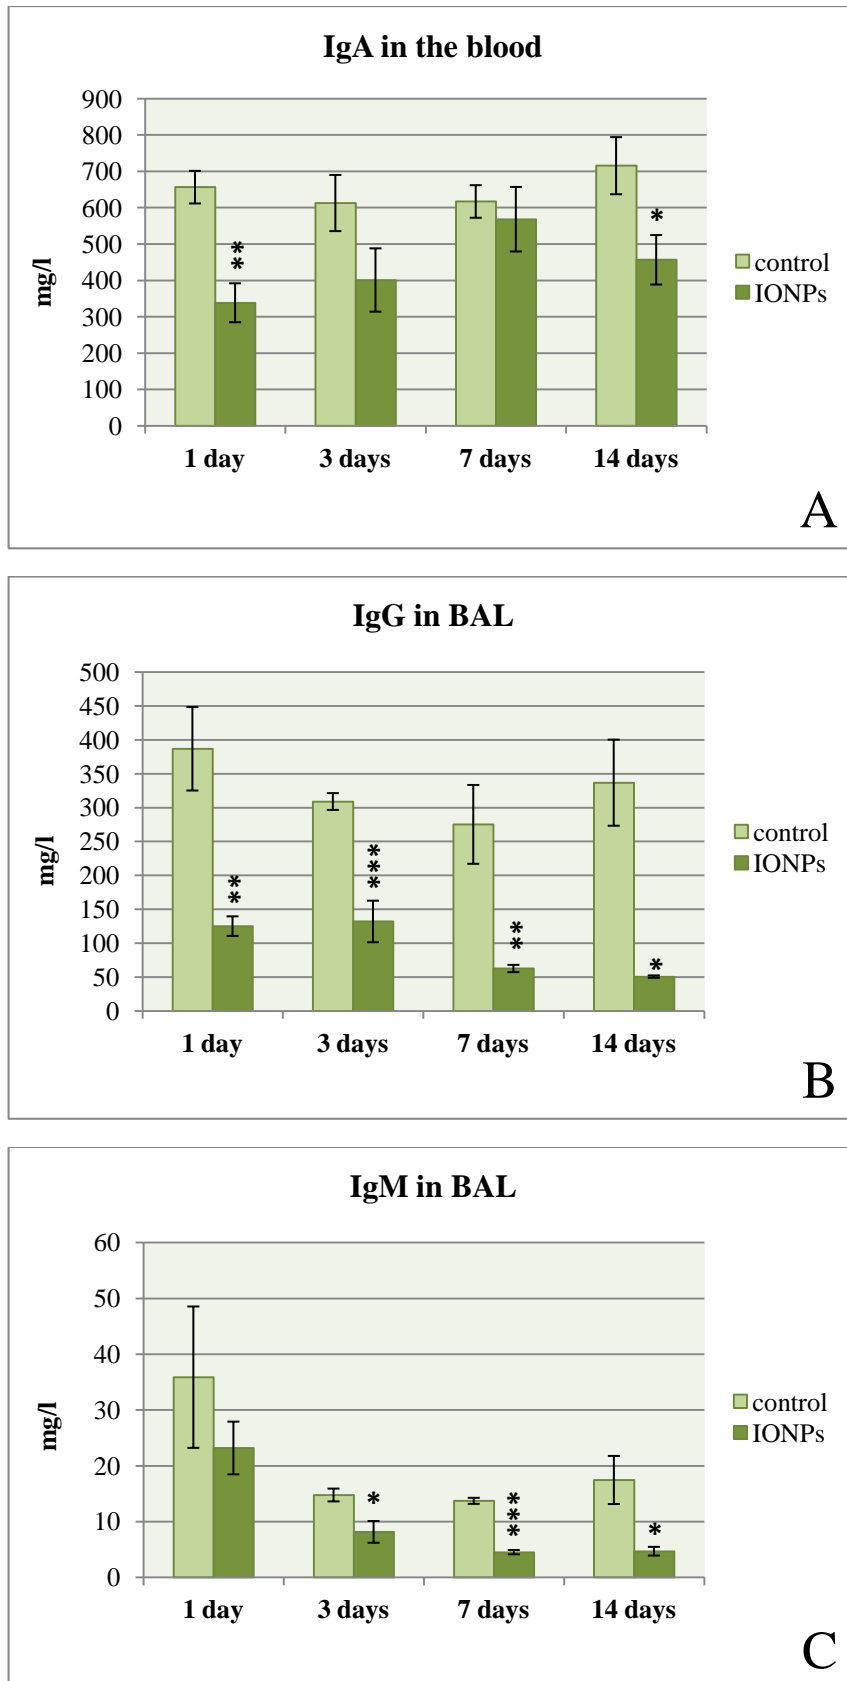 IgA in the blood
900
800
700
600
500
400
300
200
100
0
mg/l
**
*
control
IONPs
1 day 3 days 7 days 14 days
A
IgG in BAL
500
450
400
350
300
250
200
150
100
50
0
mg/l
**
***
**
*
control
IONPs
1 day 3 days 7 days 14 days
B
IgM in BAL
60
50
40
30
20
10
0
mg/l
*
***
*
control
IONPs
1 day 3 days 7 days 14 days
C